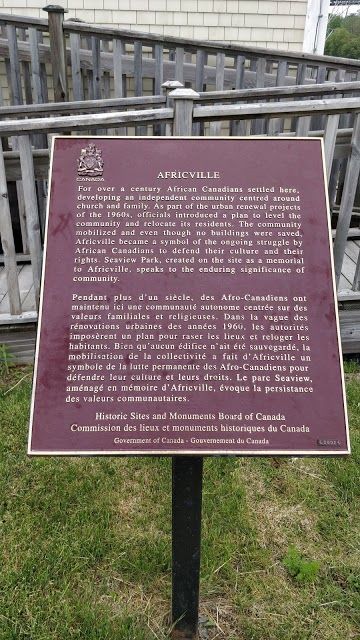 CANADA
AFRICVILLE
For over a century African Canadians settled here,
developing an independent community centred around
church and family. As part of the urban renewal projects
of the 1960s, officials introduced a plan to level the
community and relocate its residents. The community
mobilized and even though no buildings were saved,
Africville became a symbol of the ongoing struggle by
African Canadians to defend their culture and their
rights. Seaview Park, created on the site as a memorial
to Africville, speaks to the enduring significance of
community.
Pendant plus d'un siècle, des Afro-Canadiens ont
maintenu ici une communauté autonome centrée sur des
valeurs familiales et religieuses. Dans la vague des
rénovations urbaines des années 1960, les autorités
imposèrent un plan pour raser les lieux et reloger les
habitants. Bien qu'aucun édifice n'ait été sauvegardé, la
mobilisation de la collectivité a fait d'Africville un
symbole de la lutte permanente des Afro-Canadiens pour
défendre leur culture et leurs droits. Le parc Seaview,
aménagé en mémoire d'Africville, évoque la persistance
des valeurs communautaires.
Historic Sites and Monuments Board of Canada
Commission des lieux et monuments historiques du Canada
Government of Canada - Gouvernement du Canada